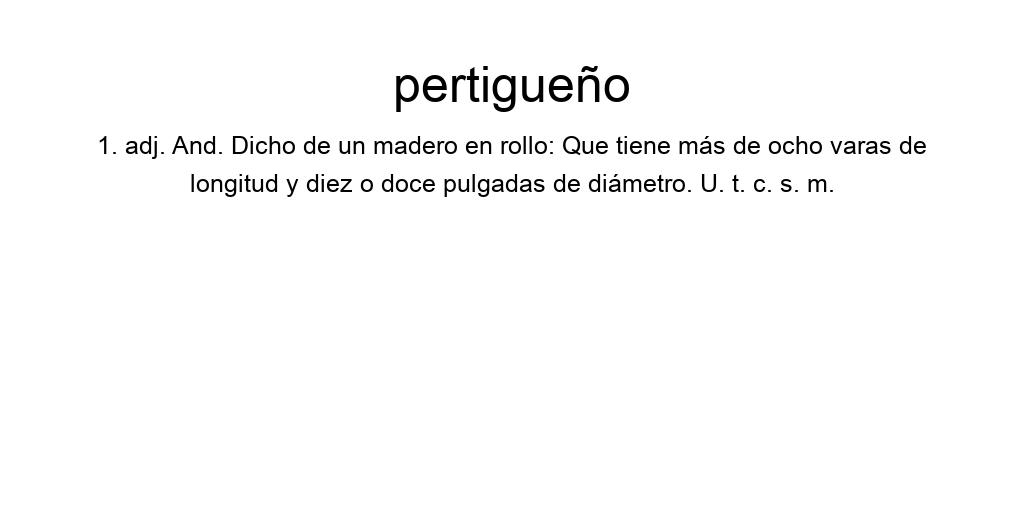 pertigueño
1. adj. And. Dicho de un madero en rollo: Que tiene más de ocho varas de
longitud y diez o doce pulgadas de diámetro. U. t. c. s. m.